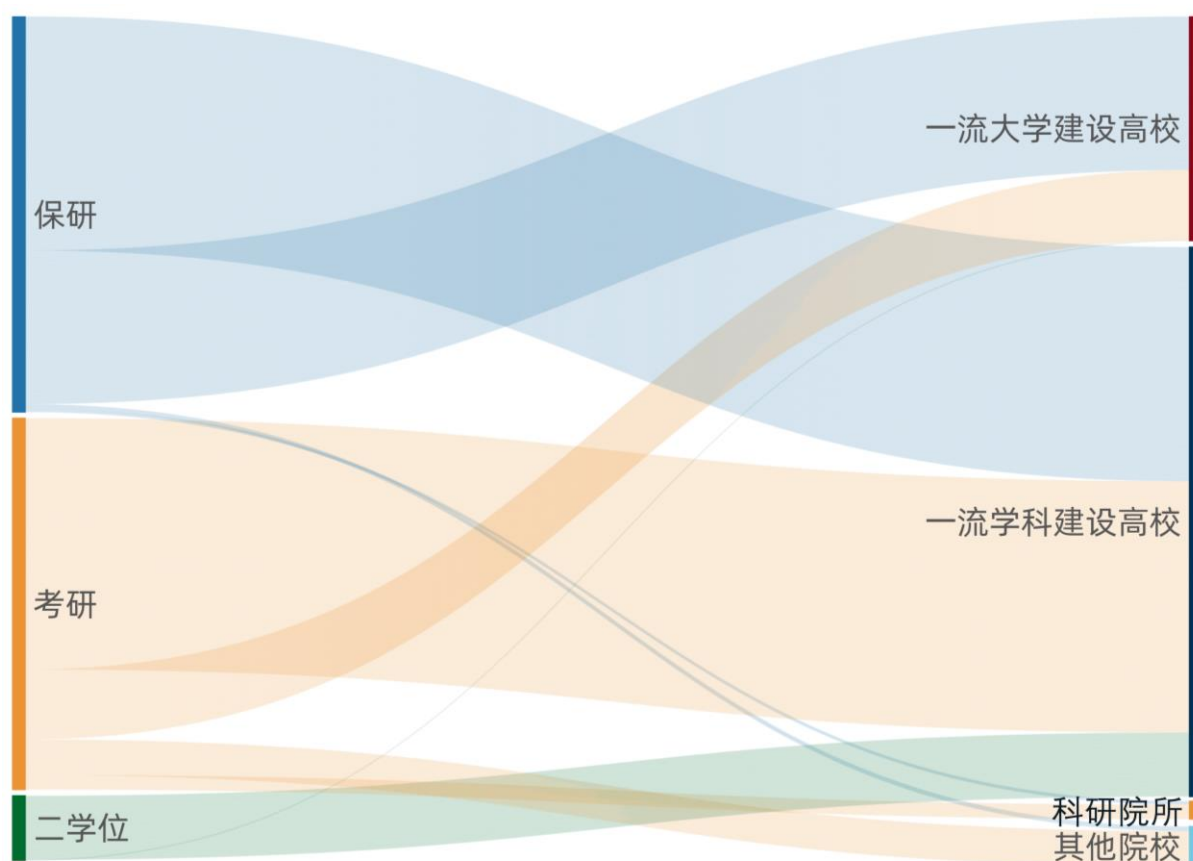 一流大学建设高校
保研
一流学科建设高校
考研
科研院所
二学位
其他院校